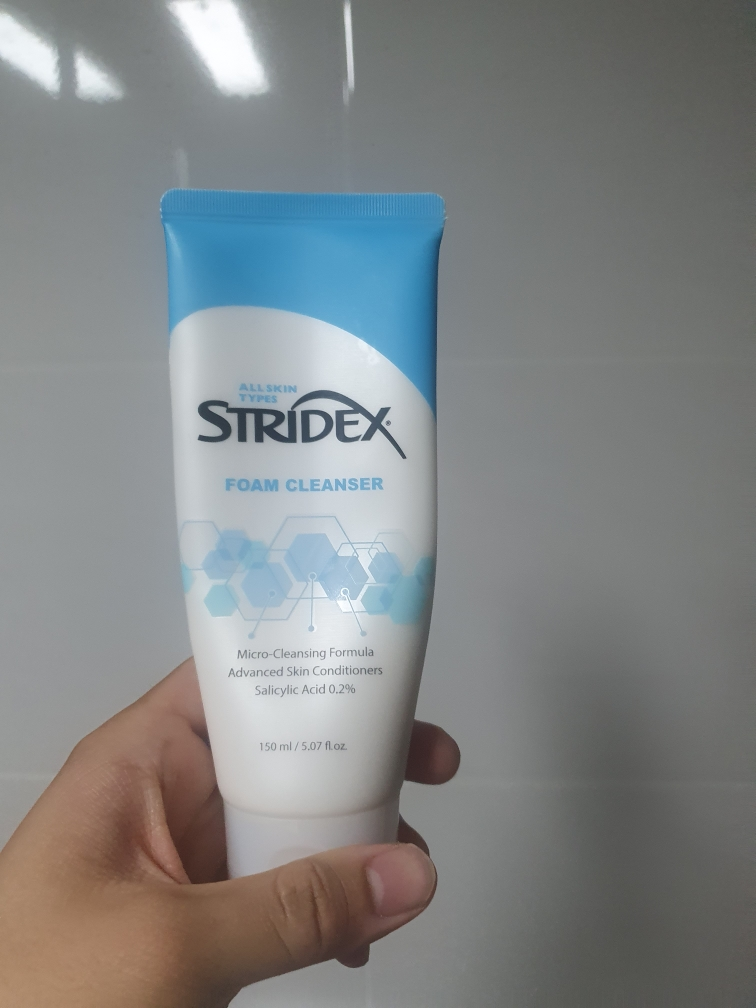 ALL SKIN
TYPES
STRIDEX®
FOAM CLEANSER
Micro-Cleansing Formula
Advanced Skin Conditioners
Salicylic Acid 0.2%
150 ml / 5.07 fl.oz.